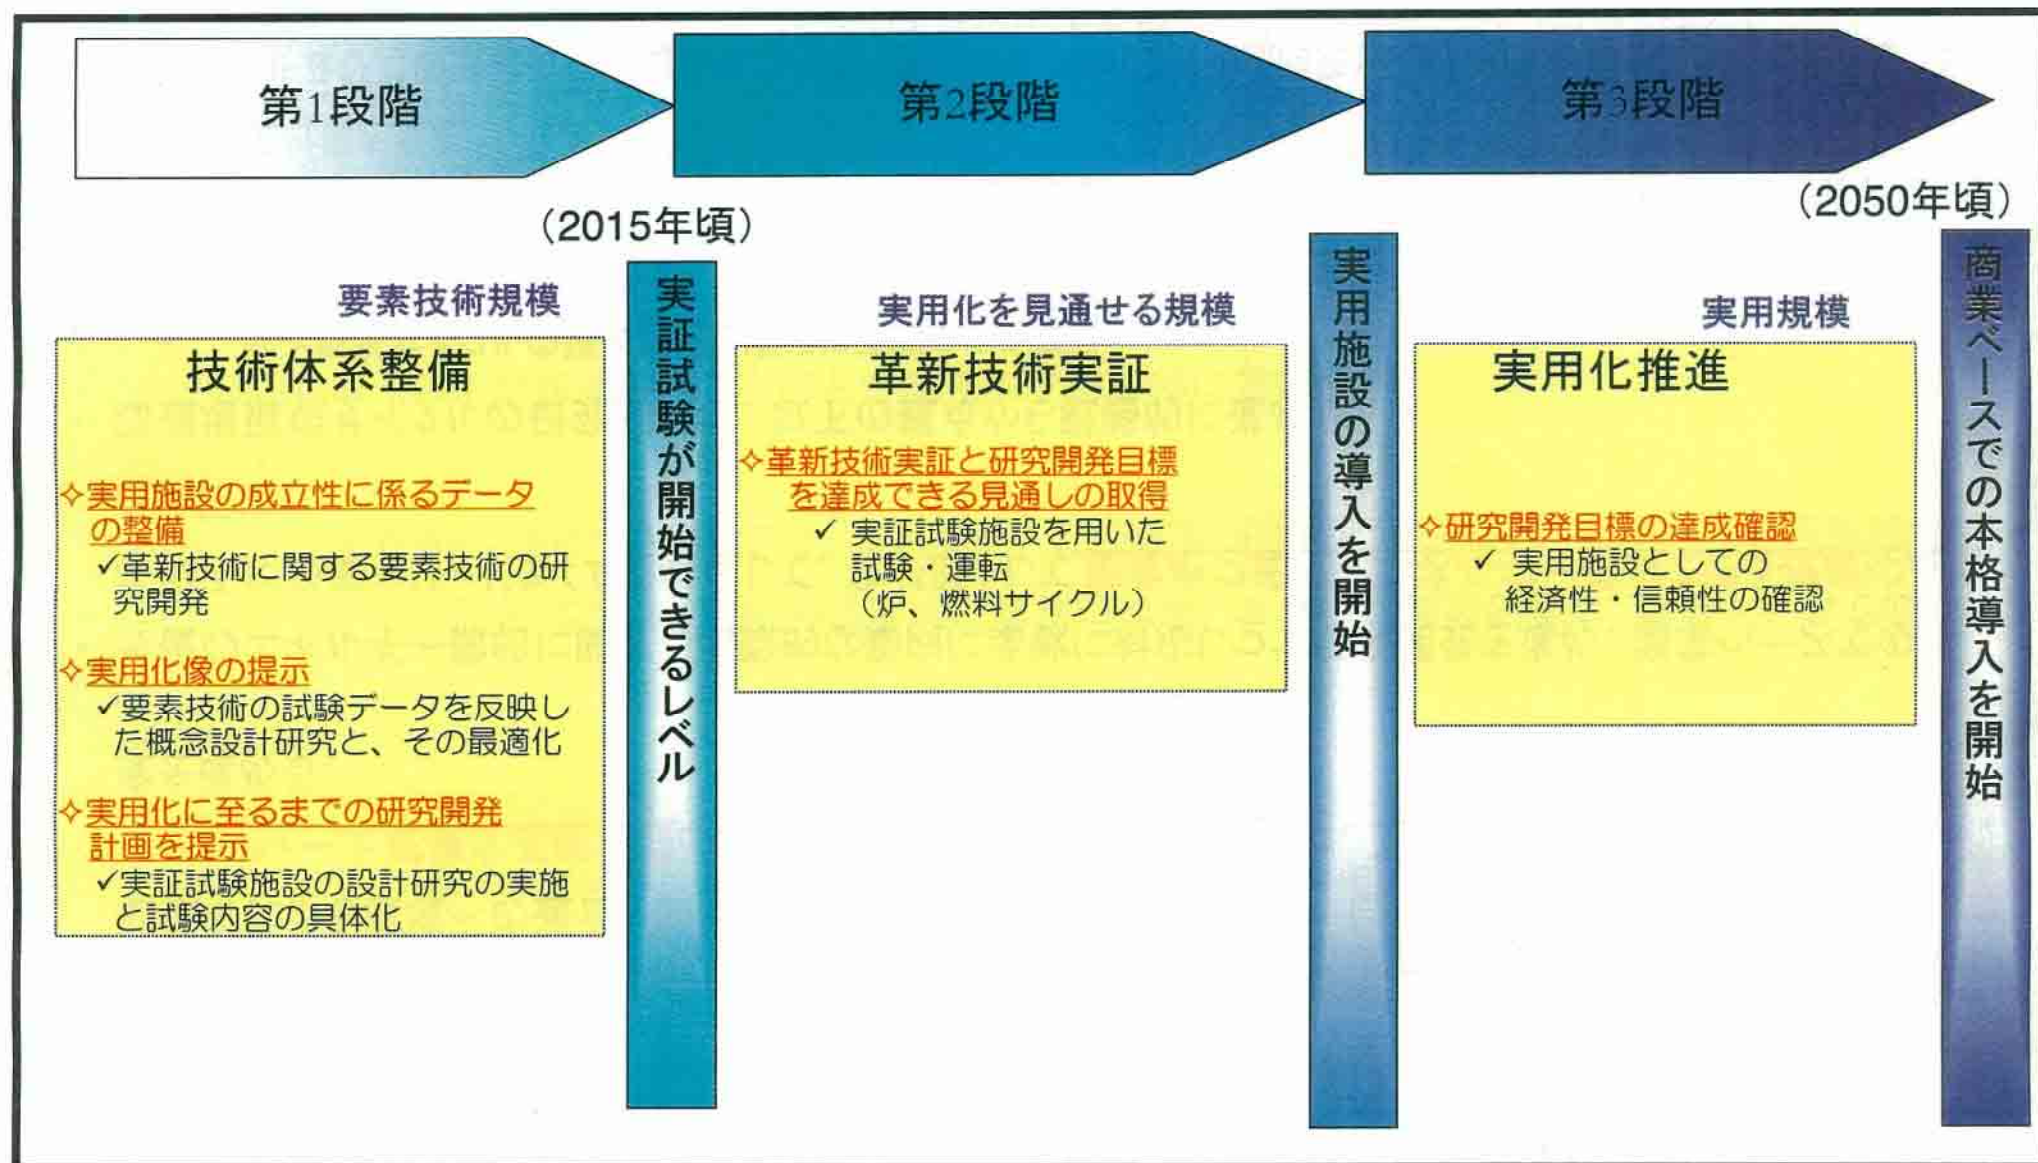 第1段階
第2段階
第3段階
（2015年頃）
（2050年頃）
要素技術規模
技術体系整備
✧実用施設の成立性に係るデータ
の整備
✓革新技術に関する要素技術の研
究開発
✧実用化像の提示
✓要素技術の試験データを反映し
た概念設計研究と、その最適化
✧実用化に至るまでの研究開発
計画を提示
✓実証試験施設の設計研究の実施
と試験内容の具体化
実証試験が開始できるレベル
実用化を見通せる規模
革新技術実証
✧革新技術実証と研究開発目標
を達成できる見通しの取得
✓ 実証試験施設を用いた
試験・運転
（炉、燃料サイクル）
実用施設の導入を開始
実用規模
実用化推進
✧研究開発目標の達成確認
✓ 実用施設としての
経済性・信頼性の確認
商業ベースでの本格導入を開始